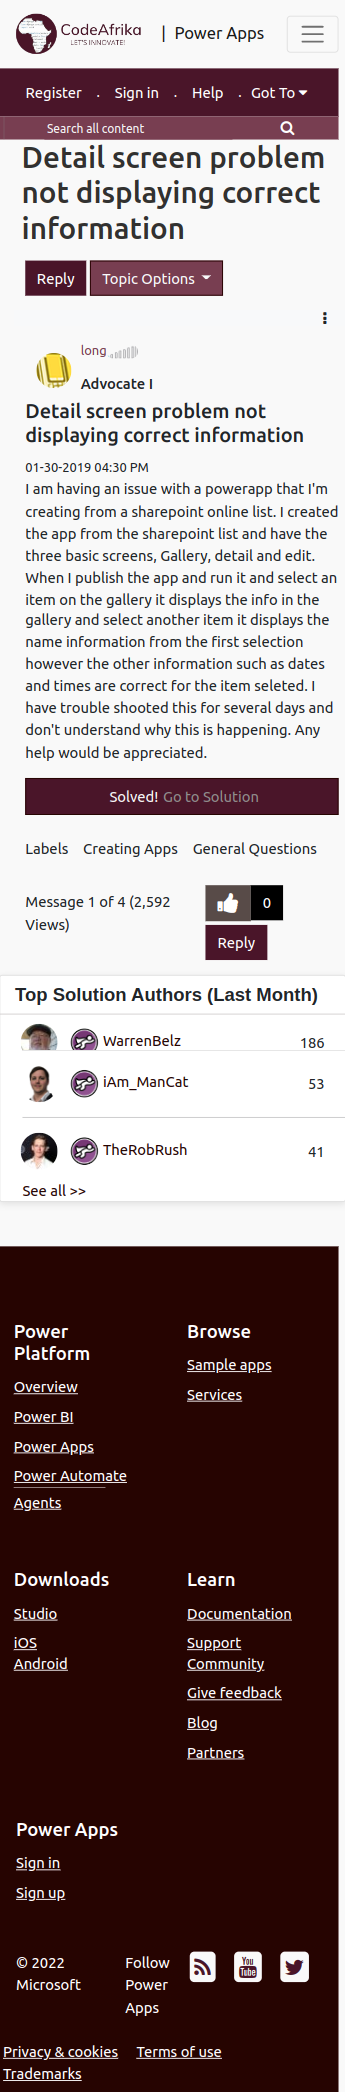 CodeAfrika
LET'S INNOVATE!
| Power Apps
Register . Sign in . Help . Got To
Search all content
Detail screen problem
not displaying correct
information
Reply
Topic Options
long
Advocate I
Detail screen problem not
displaying correct information
01-30-2019 04:30 PM
I am having an issue with a powerapp that I'm
creating from a sharepoint online list. I created
the app from the sharepoint list and have the
three basic screens, Gallery, detail and edit.
When I publish the app and run it and select an
item on the gallery it displays the info in the
gallery and select another item it displays the
name information from the first selection
however the other information such as dates
and times are correct for the item seleted. I
have trouble shooted this for several days and
don't understand why this is happening. Any
help would be appreciated.
Solved! Go to Solution
Labels Creating Apps General Questions
Message 1 of 4 (2,592
Views)
0
Reply
Top Solution Authors (Last Month)
WarrenBelz 186
iAm_ManCat 53
TheRobRush 41
See all >>
Power
Platform
Overview
Power BI
Power Apps
Power Automate
Agents
Browse
Sample apps
Services
Downloads
Studio
iOS
Android
Learn
Documentation
Support
Community
Give feedback
Blog
Partners
Power Apps
Sign in
Sign up
© 2022
Microsoft
Follow
Power
Apps
You
Tube
Privacy & cookies Terms of use
Trademarks